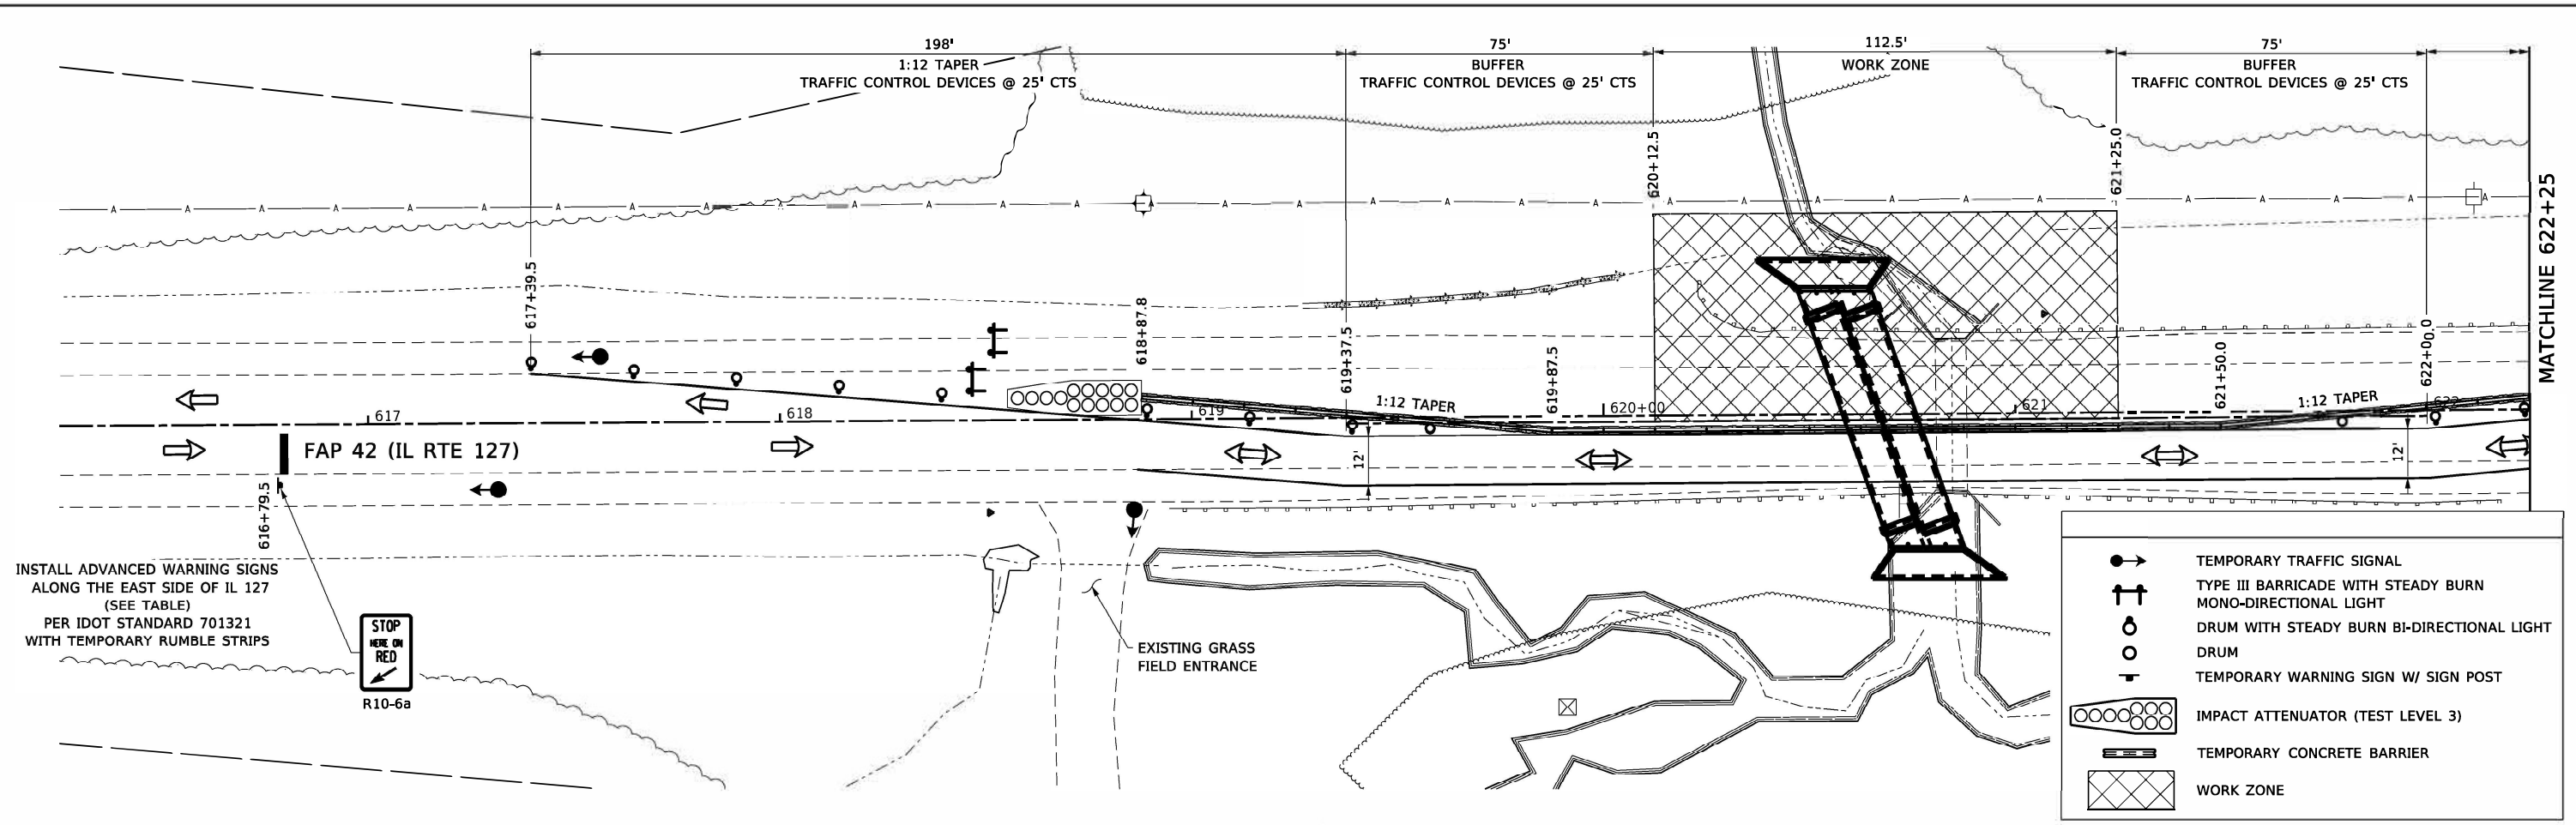 198'
1:12 TAPER
TRAFFIC CONTROL DEVICES @ 25' CTS
75'
BUFFER
TRAFFIC CONTROL DEVICES @ 25' CTS
112.5'
WORK ZONE
75'
BUFFER
TRAFFIC CONTROL DEVICES @ 25' CTS
620+12.5
621+25.0
MATCHLINE 622+25
A A A A A A A A A A A A A A A A A A A A A A A A A A A A A A A A A
617+39.5
618+87.8
619+37.5
619+87.5
621+50.0
622+00.0
617
618
619
1:12 TAPER
620+00
621
1:12 TAPER
622
FAP 42 (IL RTE 127)
12'
12'
616+79.5
INSTALL ADVANCED WARNING SIGNS
ALONG THE EAST SIDE OF IL 127
(SEE TABLE)
PER IDOT STANDARD 701321
WITH TEMPORARY RUMBLE STRIPS
STOP
HERE ON
RED
R10-6a
EXISTING GRASS
FIELD ENTRANCE
TEMPORARY TRAFFIC SIGNAL
TYPE III BARRICADE WITH STEADY BURN
MONO-DIRECTIONAL LIGHT
DRUM WITH STEADY BURN BI-DIRECTIONAL LIGHT
DRUM
TEMPORARY WARNING SIGN W/ SIGN POST
IMPACT ATTENUATOR (TEST LEVEL 3)
TEMPORARY CONCRETE BARRIER
WORK ZONE